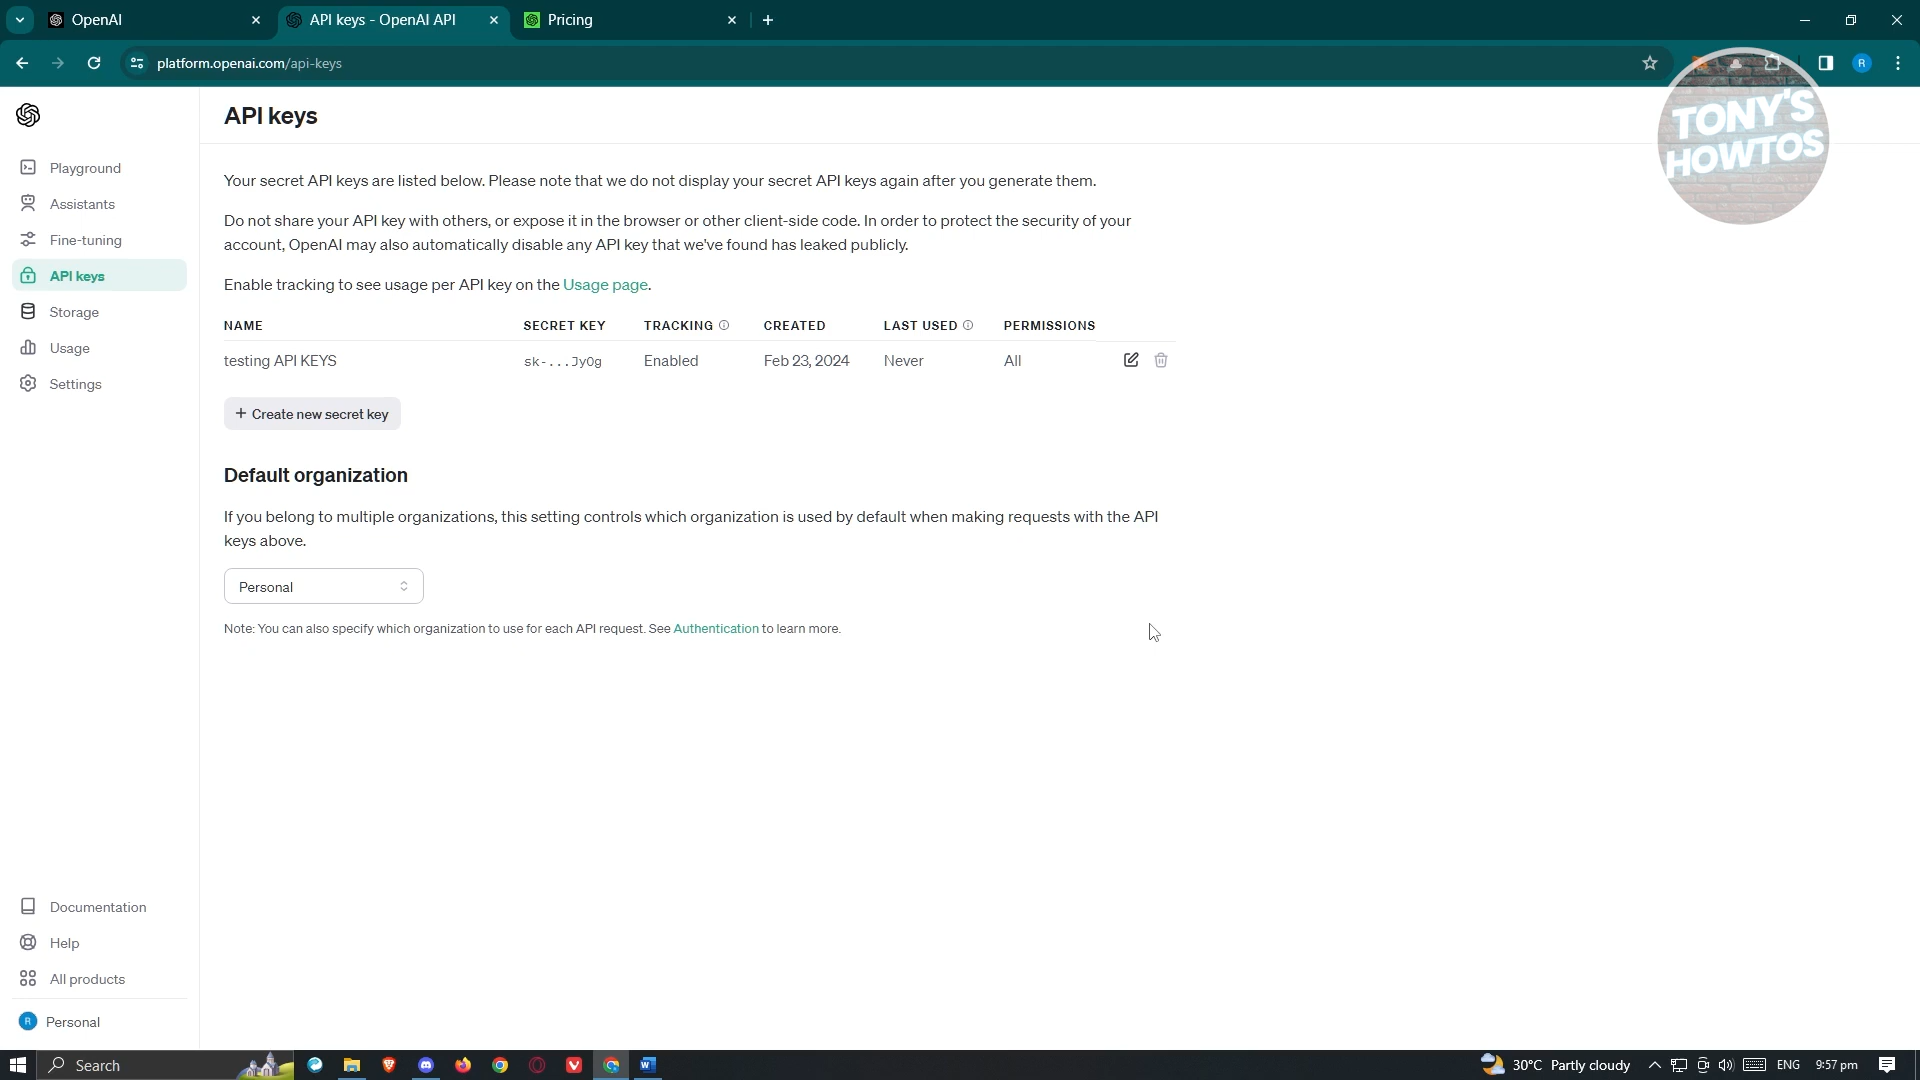 OpenAI
API keys - OpenAI API
Pricing
platform.openai.com/api-keys
R
TONY'S
HOWTOS
API keys
Playground
Assistants
Fine-tuning
API keys
Storage
Usage
Settings
Your secret API keys are listed below. Please note that we do not display your secret API keys again after you generate them.
Do not share your API key with others, or expose it in the browser or other client-side code. In order to protect the security of your
account, OpenAI may also automatically disable any API key that we've found has leaked publicly.
Enable tracking to see usage per API key on the Usage page.
NAME SECRET KEY TRACKING CREATED LAST USED PERMISSIONS
testing API KEYS sk-...JyOg Enabled Feb 23, 2024 Never All
+ Create new secret key
Default organization
If you belong to multiple organizations, this setting controls which organization is used by default when making requests with the API
keys above.
Personal
Note: You can also specify which organization to use for each API request. See Authentication to learn more.
Documentation
Help
All products
R Personal
Search
30°C Partly cloudy
ENG
9:57 pm